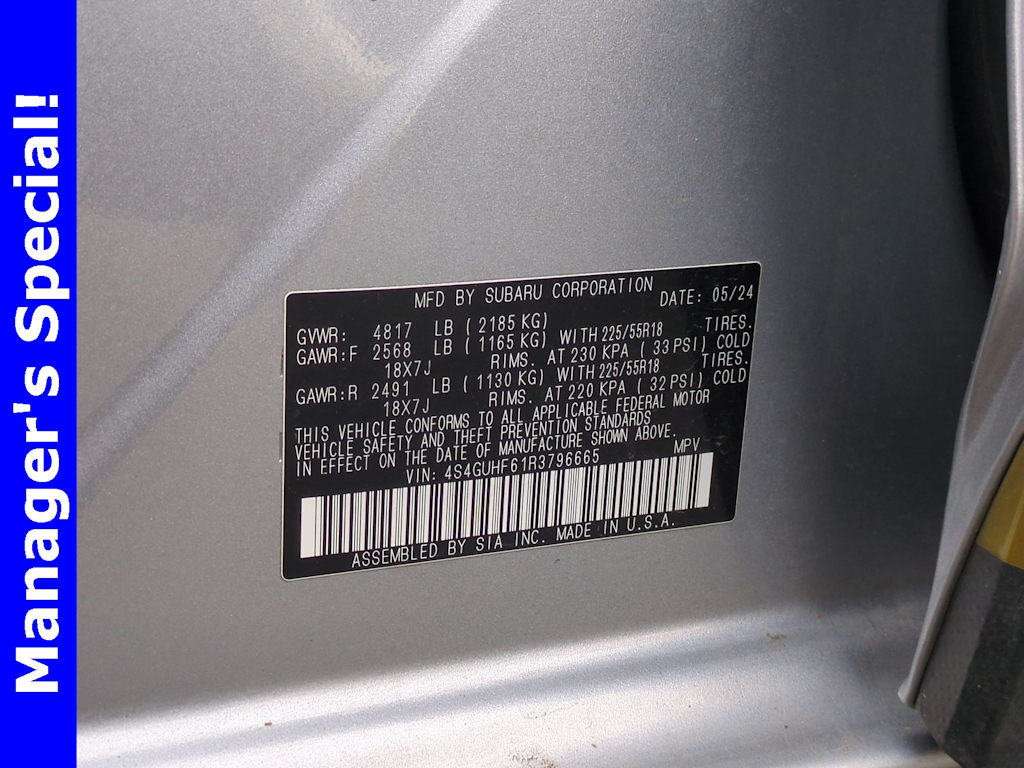 Manager's Special!
MFD BY SUBARU CORPORATION DATE: 05/24
GVWR: 4817 LB ( 2185 KG)
GAWR:F 2568 LB ( 1165 KG) WITH 225/55R18 TIRES.
18X7J RIMS. AT 230 KPA ( 33 PSI) COLD
GAWR:R 2491 LB ( 1130 KG) WITH 225/55R18 TIRES.
18X7J RIMS. AT 220 KPA ( 32 PSI) COLD
THIS VEHICLE CONFORMS TO ALL APPLICABLE FEDERAL MOTOR
VEHICLE SAFETY AND THEFT PREVENTION STANDARDS
IN EFFECT ON THE DATE OF MANUFACTURE SHOWN ABOVE.
VIN: 4S4GUHF61R3796665 MPV
ASSEMBLED BY SIA INC. MADE IN U.S.A.